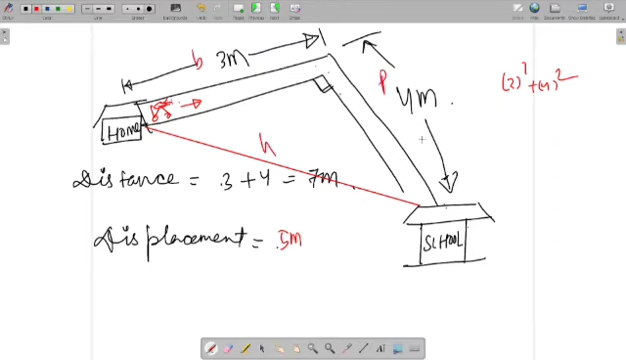 b 3m
p
4m.
(3)² + (4)²
HOME
h
Distance = 3 + 4 = 7m.
Displacement = 5m
SCHOOL